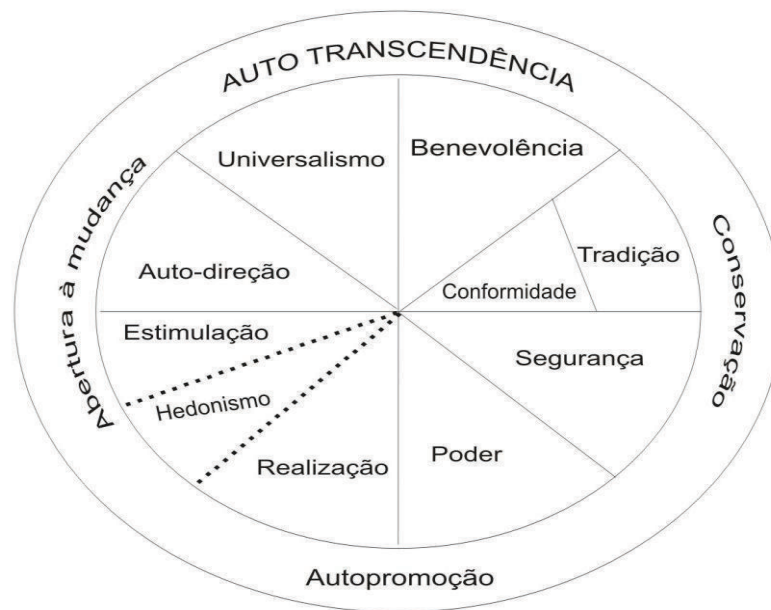 AUTO TRANSCENDÊNCIA
Universalismo
Benevolência
Abertura à mudança
Conservação
Auto-direção
Tradição
Conformidade
Estimulação
Segurança
Hedonismo
Realização
Poder
Autopromoção